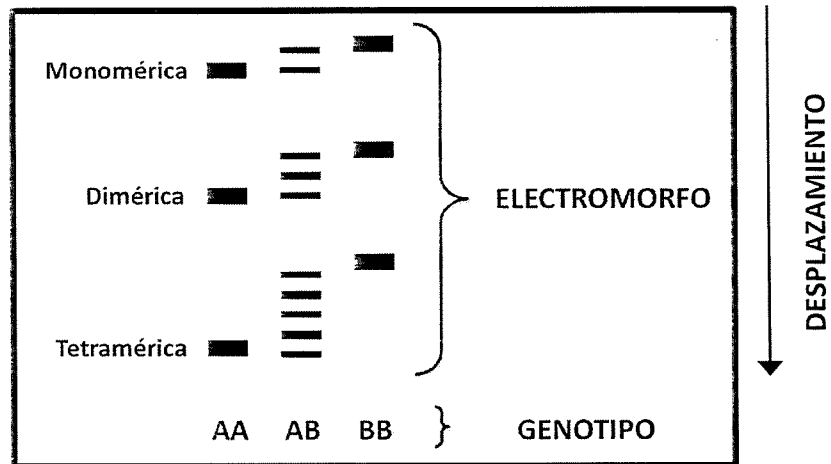 Monomérica
Dimérica
ELECTROMORFO
Tetramérica
AA AB BB GENOTIPO
DESPLAZAMIENTO